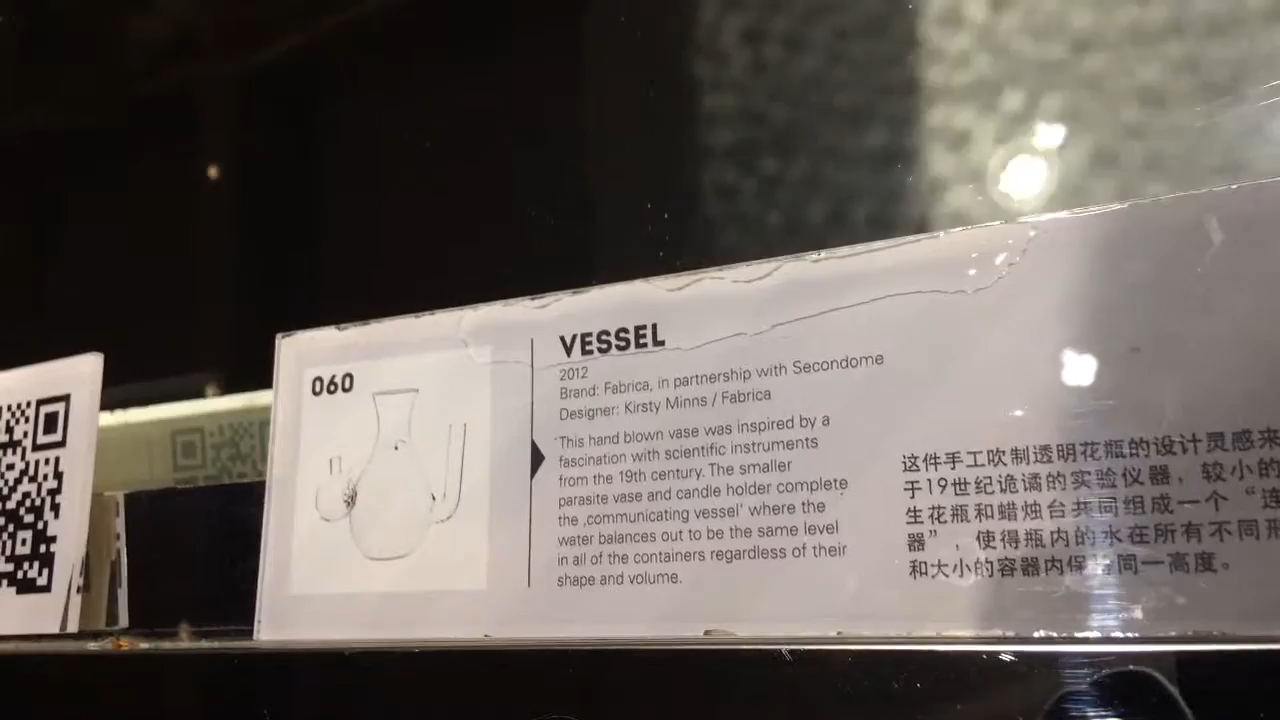 060
VESSEL
2012
Brand: Fabrica, in partnership with Secondome
Designer: Kirsty Minns / Fabrica
This hand blown vase was inspired by a
fascination with scientific instruments
from the 19th century. The smaller
parasite vase and candle holder complete
the ,communicating vessel' where the
water balances out to be the same level
in all of the containers regardless of their
shape and volume.
这件手工吹制透明花瓶的设计灵感来
于19世纪诡谲的实验仪器，较小的
生花瓶和蜡烛台共同组成一个“连
器”，使得瓶内的水在所有不同形
和大小的容器内保 同一高度。